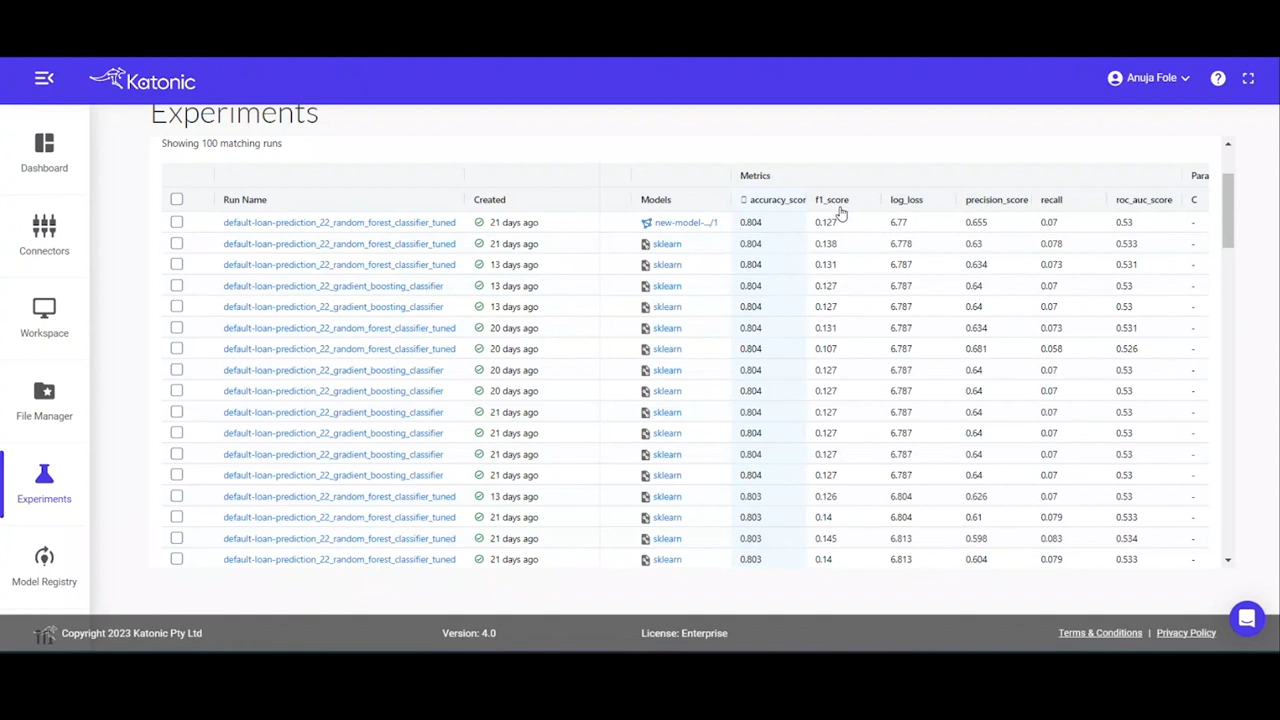 Katonic
Anuja Fole
Experiments
Showing 100 matching runs
Metrics Para
Run Name Created Models accuracy_scor f1_score log_loss precision_score recall roc_auc_score C
default-loan-prediction_22_random_forest_classifier_tuned 21 days ago new-model-.../1 0.804 0.127 6.77 0.655 0.07 0.53 -
default-loan-prediction_22_random_forest_classifier_tuned 21 days ago sklearn 0.804 0.138 6.778 0.63 0.078 0.533 -
default-loan-prediction_22_random_forest_classifier_tuned 13 days ago sklearn 0.804 0.131 6.787 0.634 0.073 0.531 -
default-loan-prediction_22_gradient_boosting_classifier 13 days ago sklearn 0.804 0.127 6.787 0.64 0.07 0.53 -
default-loan-prediction_22_gradient_boosting_classifier 13 days ago sklearn 0.804 0.127 6.787 0.64 0.07 0.53 -
default-loan-prediction_22_random_forest_classifier_tuned 20 days ago sklearn 0.804 0.131 6.787 0.634 0.073 0.531 -
default-loan-prediction_22_random_forest_classifier_tuned 20 days ago sklearn 0.804 0.107 6.787 0.681 0.058 0.526 -
default-loan-prediction_22_gradient_boosting_classifier 20 days ago sklearn 0.804 0.127 6.787 0.64 0.07 0.53 -
default-loan-prediction_22_gradient_boosting_classifier 20 days ago sklearn 0.804 0.127 6.787 0.64 0.07 0.53 -
default-loan-prediction_22_gradient_boosting_classifier 21 days ago sklearn 0.804 0.127 6.787 0.64 0.07 0.53 -
default-loan-prediction_22_gradient_boosting_classifier 21 days ago sklearn 0.804 0.127 6.787 0.64 0.07 0.53 -
default-loan-prediction_22_gradient_boosting_classifier 21 days ago sklearn 0.804 0.127 6.787 0.64 0.07 0.53 -
default-loan-prediction_22_gradient_boosting_classifier 21 days ago sklearn 0.804 0.127 6.787 0.64 0.07 0.53 -
default-loan-prediction_22_random_forest_classifier_tuned 13 days ago sklearn 0.803 0.126 6.804 0.626 0.07 0.53 -
default-loan-prediction_22_random_forest_classifier_tuned 21 days ago sklearn 0.803 0.14 6.804 0.61 0.079 0.533 -
default-loan-prediction_22_random_forest_classifier_tuned 21 days ago sklearn 0.803 0.145 6.813 0.598 0.083 0.534 -
default-loan-prediction_22_random_forest_classifier_tuned 21 days ago sklearn 0.803 0.14 6.813 0.604 0.079 0.533 -
Dashboard
Connectors
Workspace
File Manager
Experiments
Model Registry
Copyright 2023 Katonic Pty Ltd Version: 4.0 License: Enterprise Terms & Conditions | Privacy Policy